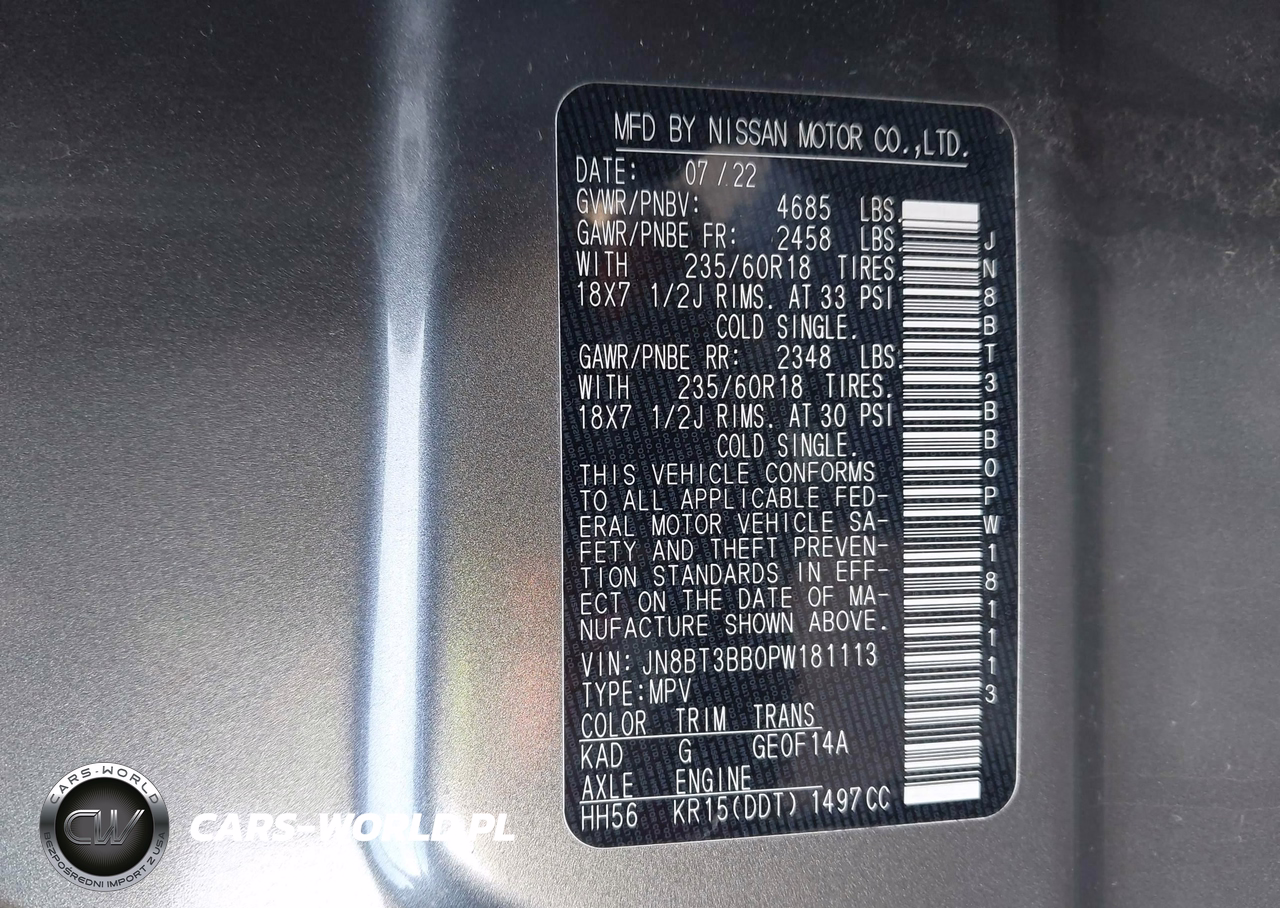 MFD BY NISSAN MOTOR CO.,LTD.
DATE: 07/22
GVWR/PNBV: 4685 LBS.
GAWR/PNBE FR: 2458 LBS.
WITH 235/60R18 TIRES.
18X7 1/2J RIMS. AT 33 PSI
COLD SINGLE.
GAWR/PNBE RR: 2348 LBS.
WITH 235/60R18 TIRES.
18X7 1/2J RIMS. AT 30 PSI
COLD SINGLE.
THIS VEHICLE CONFORMS
TO ALL APPLICABLE FED-
ERAL MOTOR VEHICLE SA-
FETY AND THEFT PREVEN-
TION STANDARDS IN EFF-
ECT ON THE DATE OF MA-
NUFACTURE SHOWN ABOVE.
VIN: JN8BT3BB0PW181113
TYPE:MPV
COLOR TRIM TRANS
KAD G GE0F14A
AXLE ENGINE
HH56 KR15(DDT) 1497CC
JN8BT3BB0PW181113
CARS-WORLD
CW
BEZPOŚREDNI IMPORT Z USA
CARS-WORLD.PL